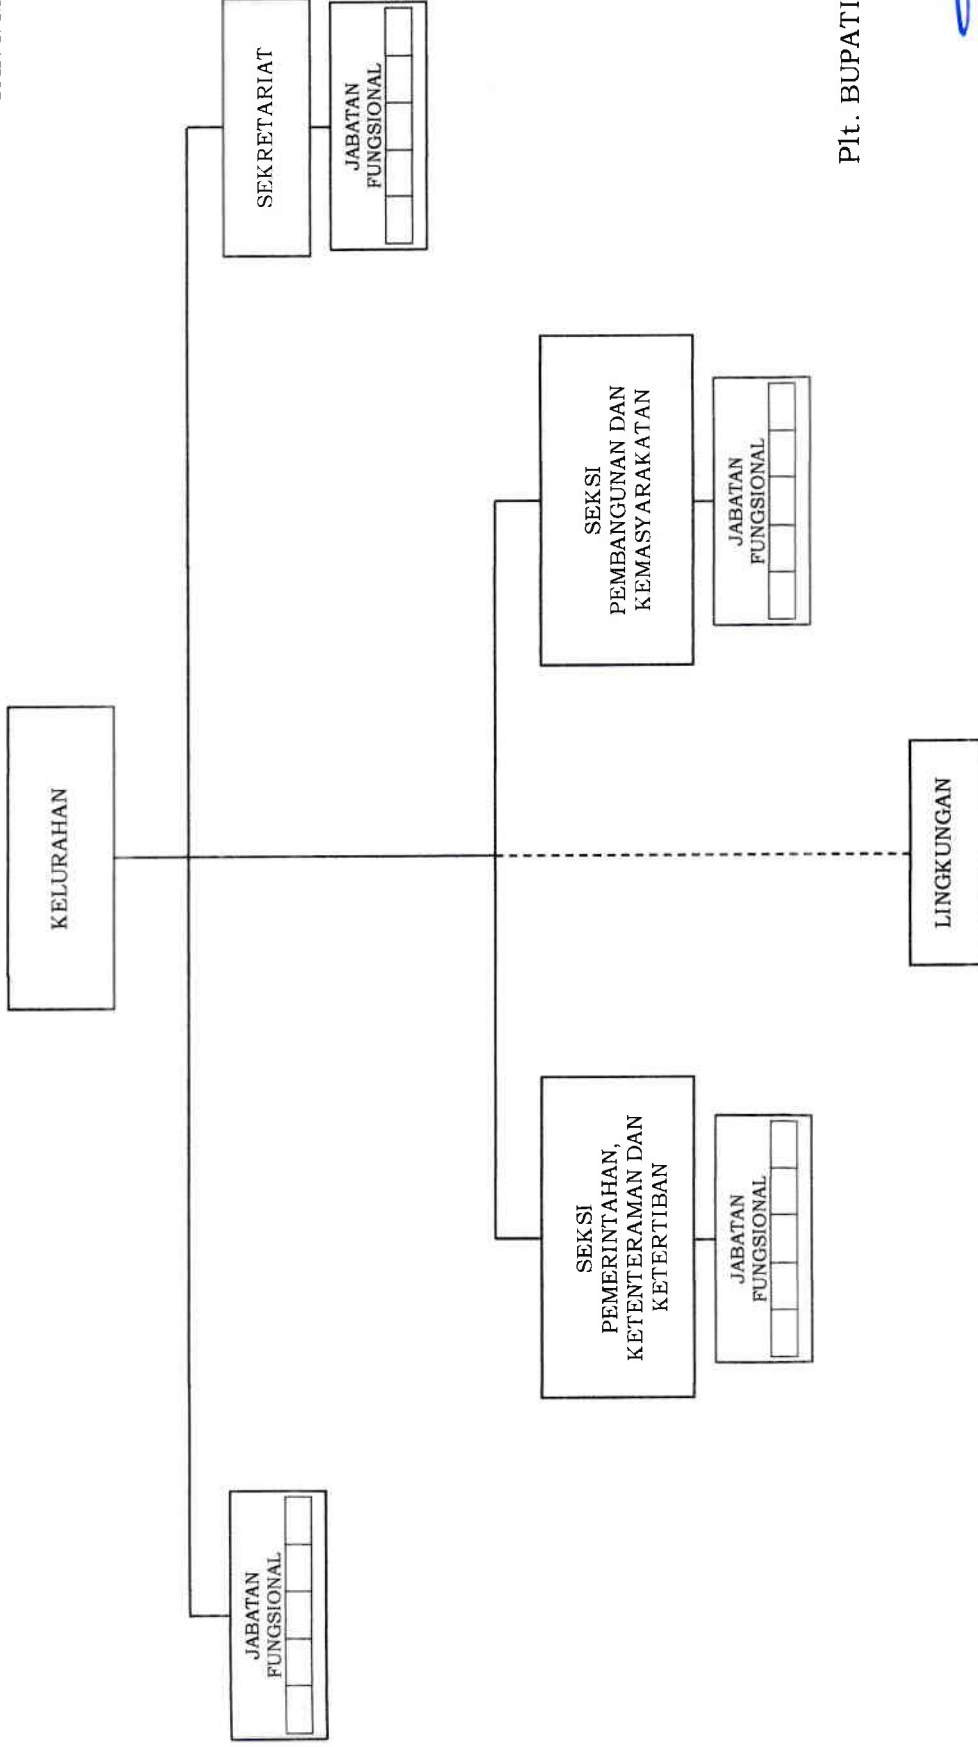 KELURAHAN
SEKRETARIAT
JABATAN
FUNGSIONAL
JABATAN
FUNGSIONAL
SEKSI
PEMERINTAHAN,
KETENTERAMAN DAN
KETERTIBAN
JABATAN
FUNGSIONAL
SEKSI
PEMBANGUNAN DAN
KEMASYARAKATAN
JABATAN
FUNGSIONAL
LINGKUNGAN
Plt. BUPATI